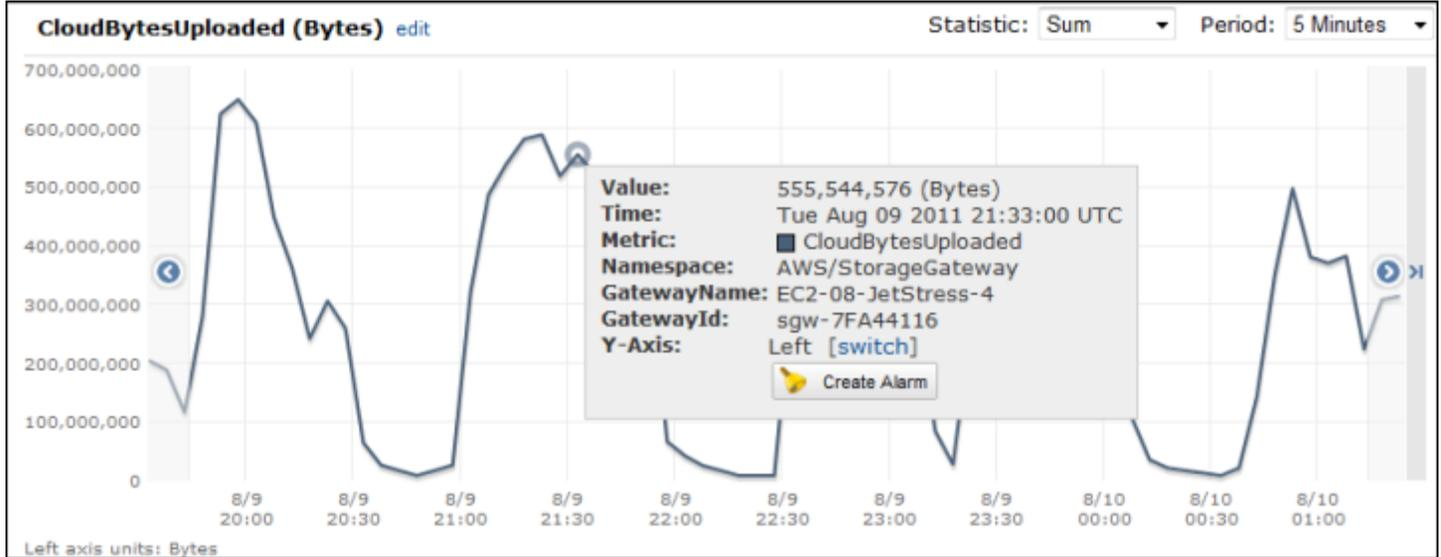 CloudBytesUploaded (Bytes) edit
Statistic: Sum Period: 5 Minutes
700,000,000
600,000,000
500,000,000
400,000,000
300,000,000
200,000,000
100,000,000
0
Value: 555,544,576 (Bytes)
Time: Tue Aug 09 2011 21:33:00 UTC
Metric: CloudBytesUploaded
Namespace: AWS/StorageGateway
GatewayName: EC2-08-JetStress-4
GatewayId: sgw-7FA44116
Y-Axis: Left [switch]
Create Alarm
8/9 8/9 8/9 8/9 8/9 8/9 8/9 8/9 8/10 8/10 8/10
20:00 20:30 21:00 21:30 22:00 22:30 23:00 23:30 00:00 00:30 01:00
Left axis units: Bytes